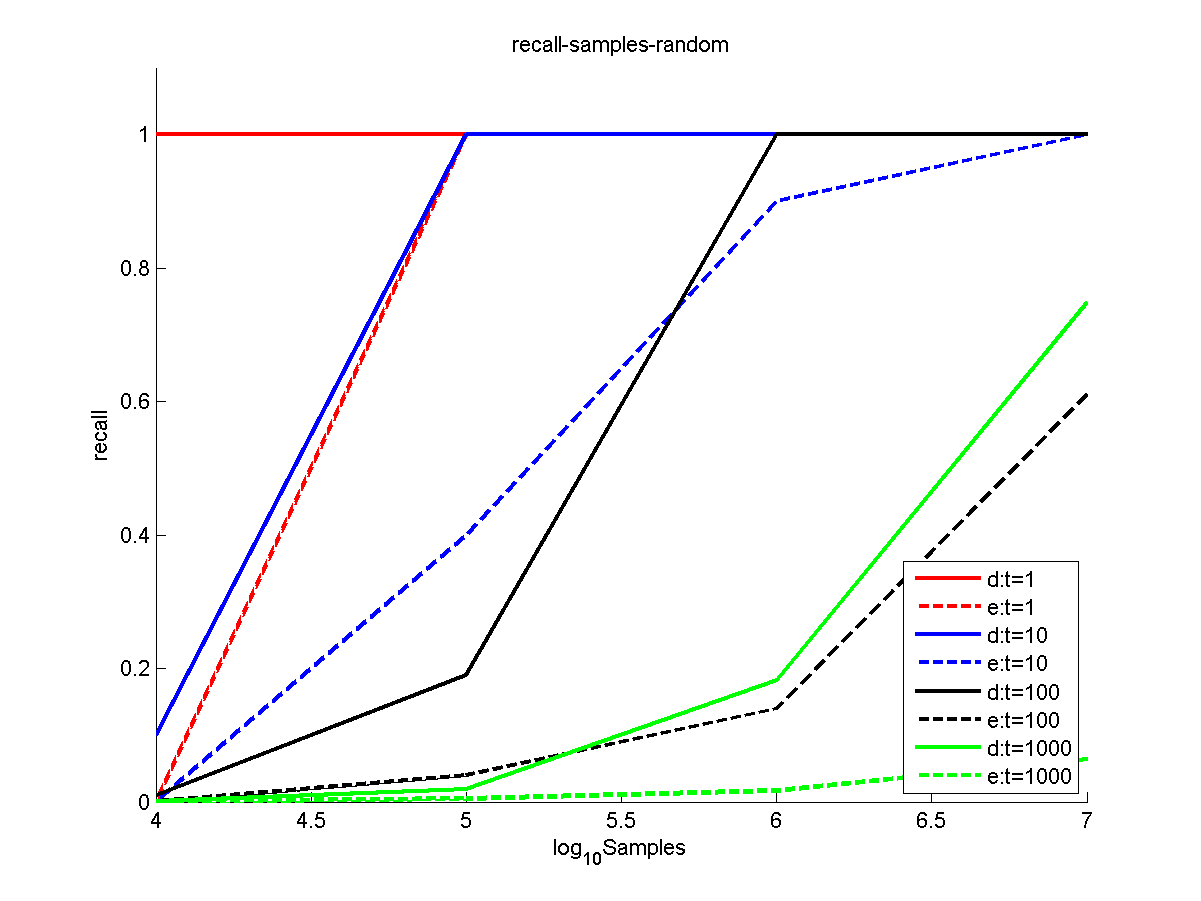 recall-samples-random
1
0.8
0.6
0.4
0.2
0
recall
4 4.5 5 5.5 6 6.5 7
log10Samples
d:t=1
e:t=1
d:t=10
e:t=10
d:t=100
e:t=100
d:t=1000
e:t=1000